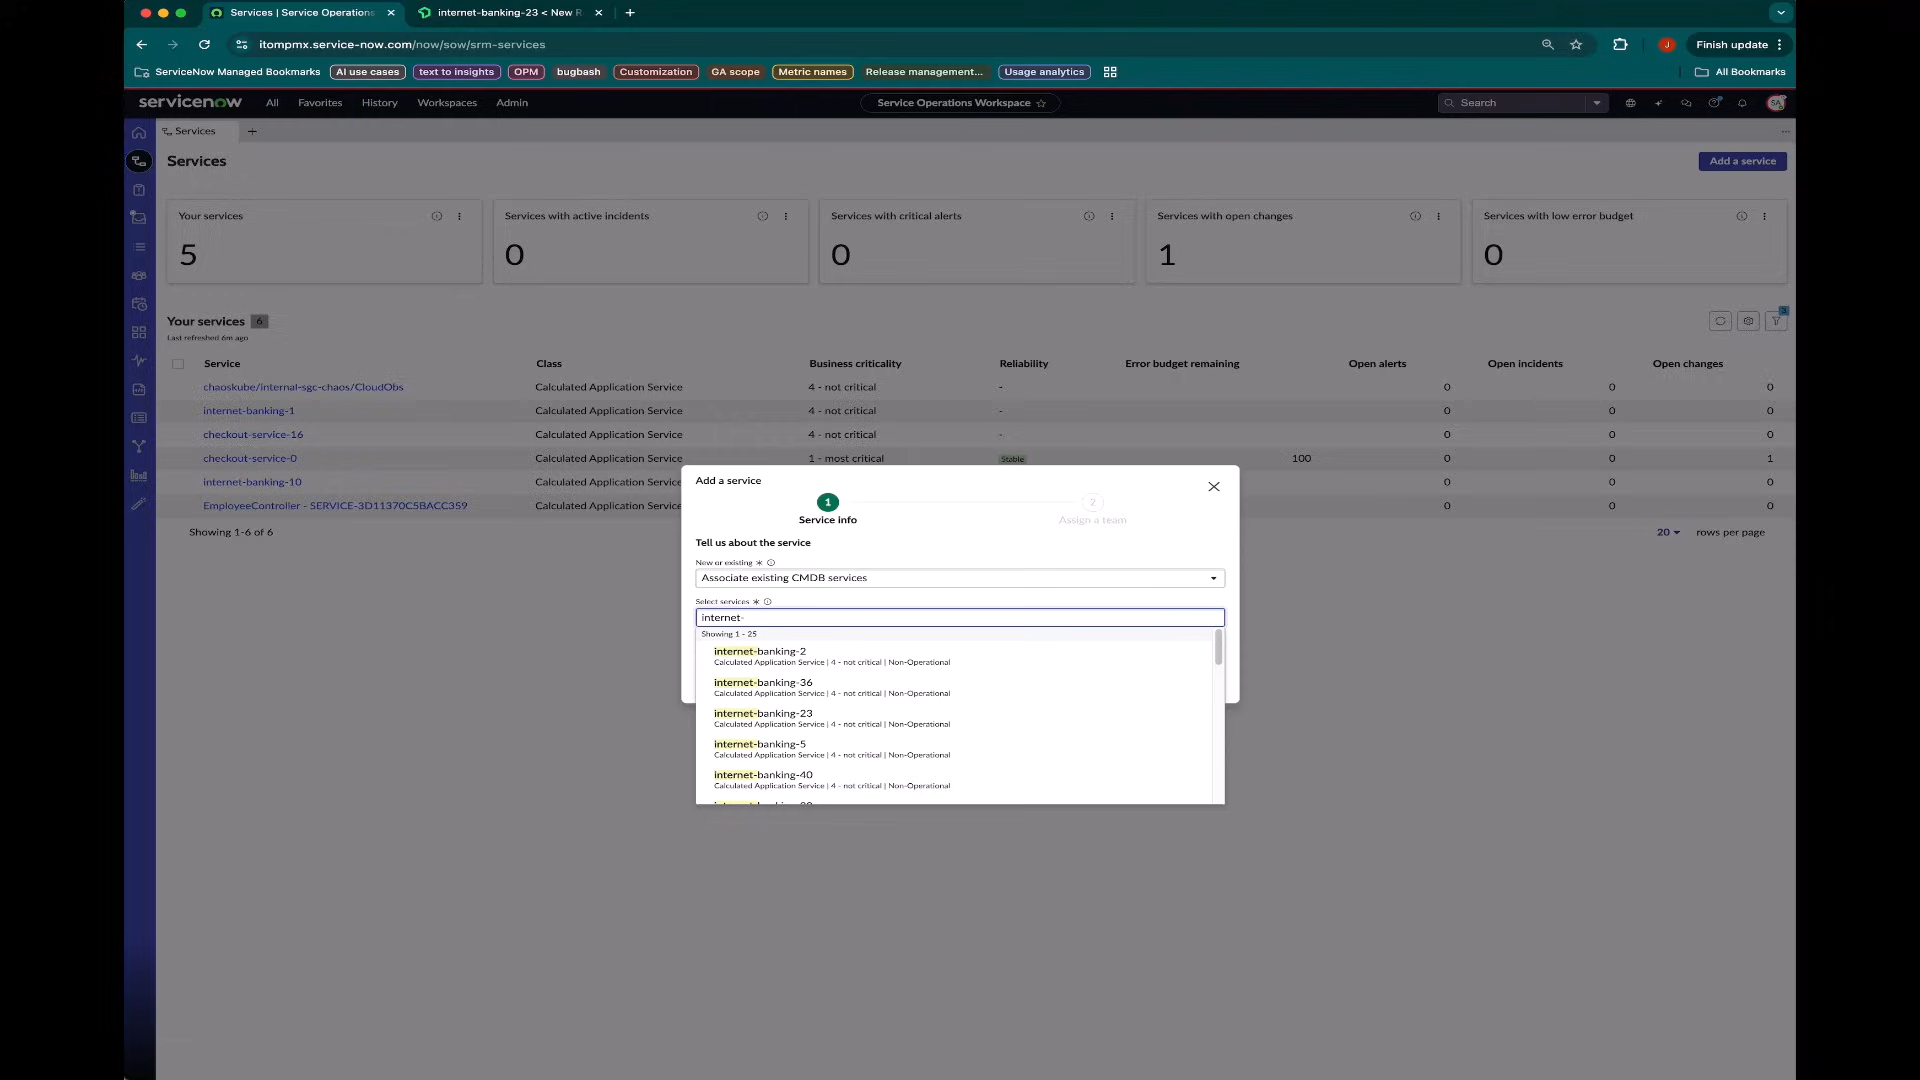 Services | Service Operations
internet-banking-23 < New R
itompmx.service-now.com/now/sow/srm-services
J
Finish update
ServiceNow Managed Bookmarks
AI use cases
text to insights
OPM
bugbash
Customization
GA scope
Metric names
Release management...
Usage analytics
All Bookmarks
servicenow
All
Favorites
History
Workspaces
Admin
Service Operations Workspace
Search
SA
Services
Services
Add a service
Your services
5
Services with active incidents
0
Services with critical alerts
0
Services with open changes
1
Services with low error budget
0
Your services 6
Last refreshed 6m ago
3
Service Class Business criticality Reliability Error budget remaining Open alerts Open incidents Open changes
chaoskube/internal-sgc-chaos/CloudObs Calculated Application Service 4 - not critical - 0 0 0
internet-banking-1 Calculated Application Service 4 - not critical - 0 0 0
checkout-service-16 Calculated Application Service 4 - not critical - 0 0 0
checkout-service-0 Calculated Application Service 1 - most critical Stable 100 0 0 1
internet-banking-10 Calculated Application Service 0 0 0
EmployeeController - SERVICE-3D11370C5BACC359 Calculated Application Service 0 0 0
Showing 1-6 of 6
20 rows per page
Add a service
1
Service info
2
Assign a team
Tell us about the service
New or existing *
Associate existing CMDB services
Select services *
internet-
Showing 1 - 25
internet-banking-2
Calculated Application Service | 4 - not critical | Non-Operational
internet-banking-36
Calculated Application Service | 4 - not critical | Non-Operational
internet-banking-23
Calculated Application Service | 4 - not critical | Non-Operational
internet-banking-5
Calculated Application Service | 4 - not critical | Non-Operational
internet-banking-40
Calculated Application Service | 4 - not critical | Non-Operational